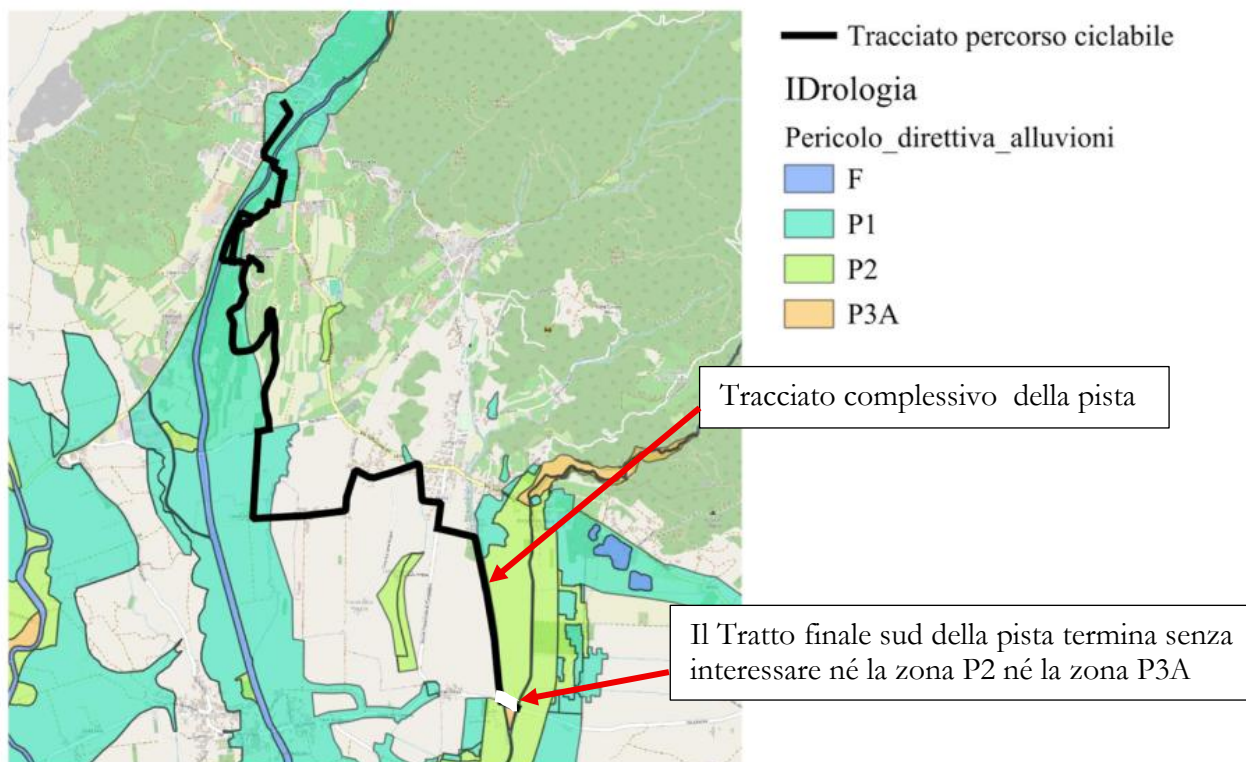 Tracciato percorso ciclabile
IDrologia
Pericolo_direttiva_alluvioni
F
P1
P2
P3A
Tracciato complessivo della pista
Il Tratto finale sud della pista termina senza
interessare né la zona P2 né la zona P3A